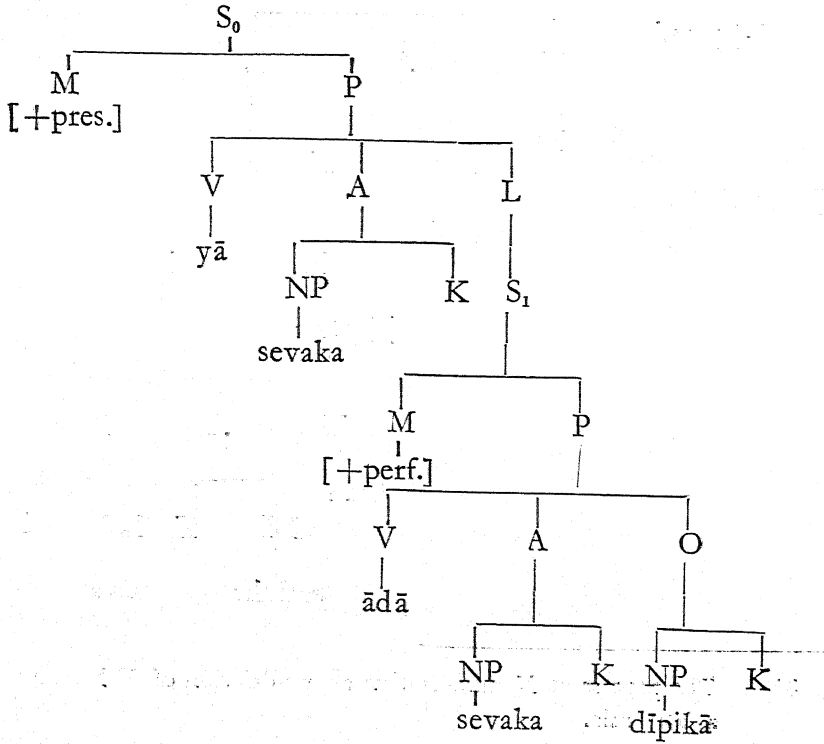 S₀
M P
[+pres.]
V A L
yā
NP K S₁
sevaka
M P
[+perf.]
V A O
ādā
NP K NP K
sevaka dīpikā